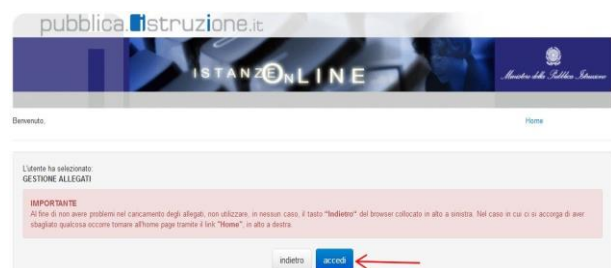 pubblica.istruzione.it
ISTANZE ONLINE
Ministero della Pubblica Istruzione
Benvenuto,
Home
L'utente ha selezionato:
GESTIONE ALLEGATI
IMPORTANTE
Al fine di non avere problemi nel caricamento degli allegati, non utilizzare, in nessun caso, il tasto "Indietro" del browser collocato in alto a sinistra. Nel caso in cui ci si accorga di aver
sbagliato qualcosa occorre tornare all'home page tramite il link "Home", in alto a destra.
indietro
accedi